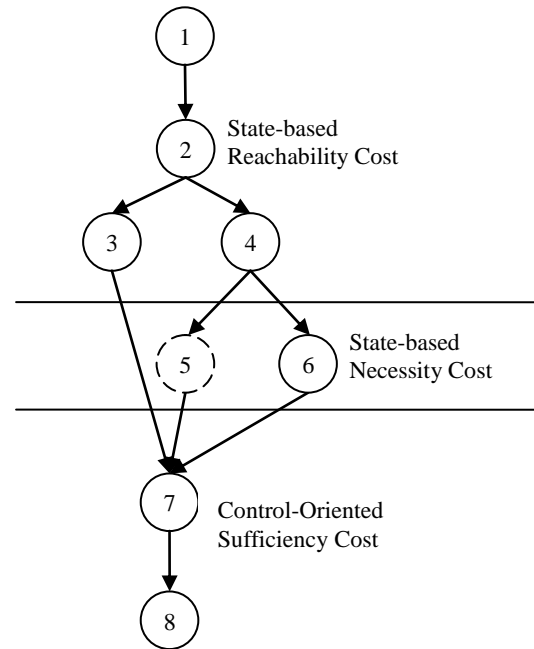 1
State-based
Reachability Cost
2
3
4
State-based
Necessity Cost
5
6
7
Control-Oriented
Sufficiency Cost
8